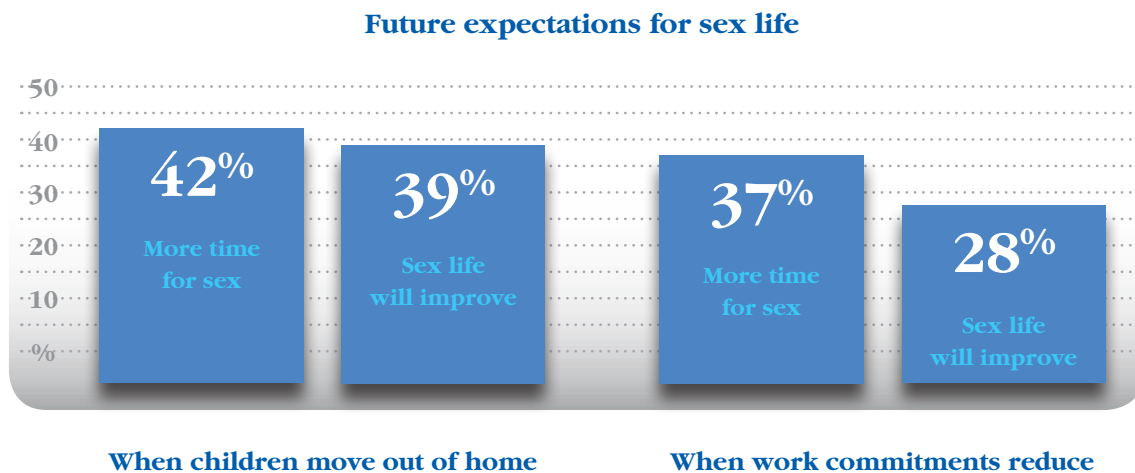 Future expectations for sex life
50
40
30
20
10
%
42%
More time
for sex
39%
Sex life
will improve
37%
More time
for sex
28%
Sex life
will improve
When children move out of home
When work commitments reduce